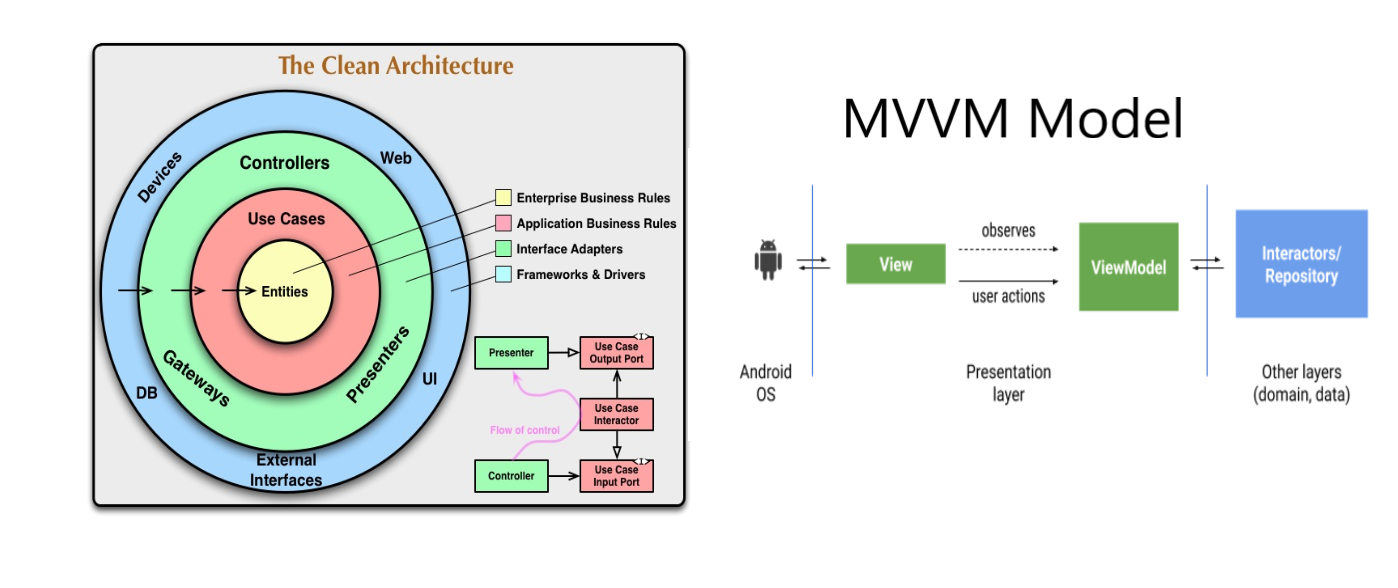 The Clean Architecture
Devices
Controllers
Web
Use Cases
Entities
Gateways
Presenters
DB
UI
External
Interfaces
Enterprise Business Rules
Application Business Rules
Interface Adapters
Frameworks & Drivers
Presenter
Use Case
Output Port
<I>
Flow of control
Use Case
Interactor
Controller
Use Case
Input Port
<I>
MVVM Model
View
observes
user actions
ViewModel
Interactors/
Repository
Android
OS
Presentation
layer
Other layers
(domain, data)